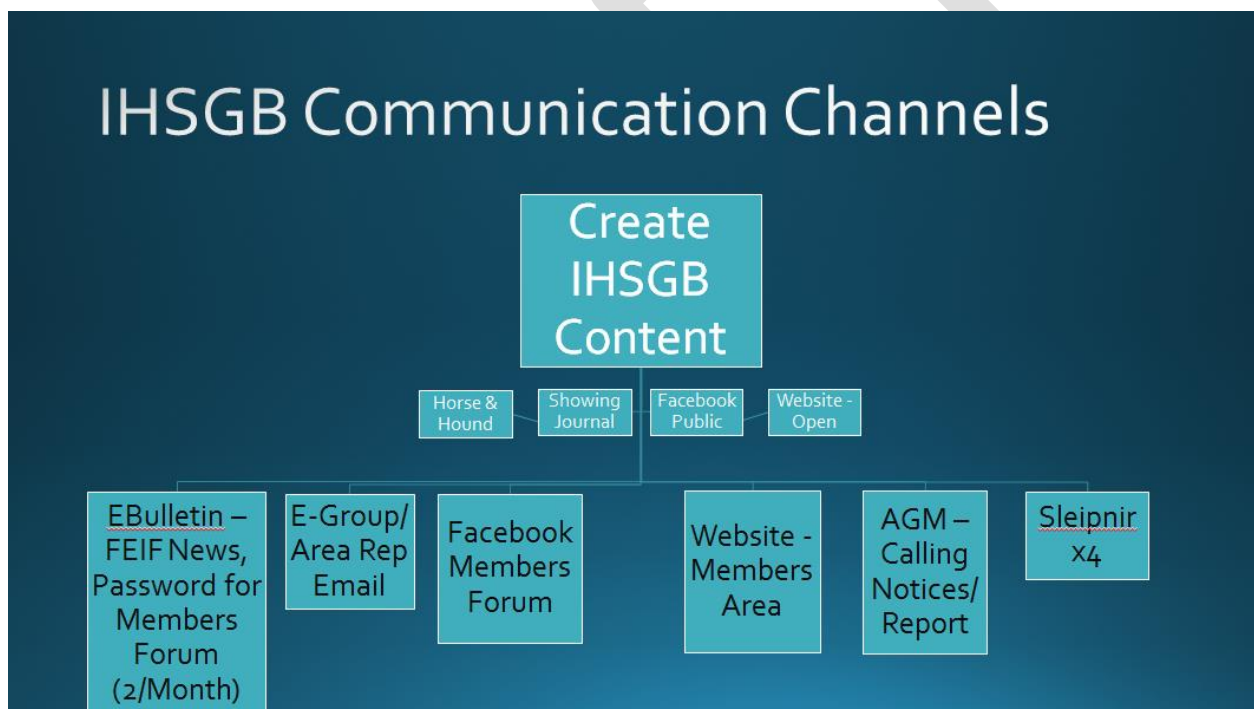 IHSGB Communication Channels
Create
IHSGB
Content
Horse &
Hound
Showing
Journal
Facebook
Public
Website -
Open
EBulletin –
FEIF News,
Password for
Members
Forum
(2/Month)
E-Group/
Area Rep
Email
Facebook
Members
Forum
Website -
Members
Area
AGM –
Calling
Notices/
Report
Sleipnir
x4